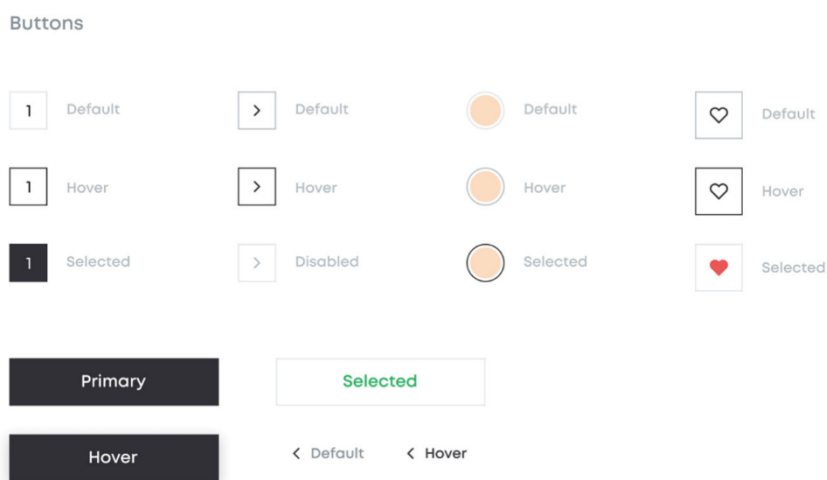 Buttons
1 Default > Default Default Default
1 Hover > Hover Hover Hover
1 Selected > Disabled Selected Selected
Primary Selected
Hover < Default < Hover